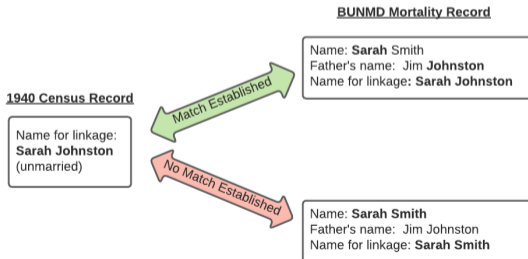 BUNMD Mortality Record
Name: Sarah Smith
Father's name: Jim Johnston
Name for linkage: Sarah Johnston
Match Established
1940 Census Record
Name for linkage:
Sarah Johnston
(unmarried)
No Match Established
Name: Sarah Smith
Father's name: Jim Johnston
Name for linkage: Sarah Smith